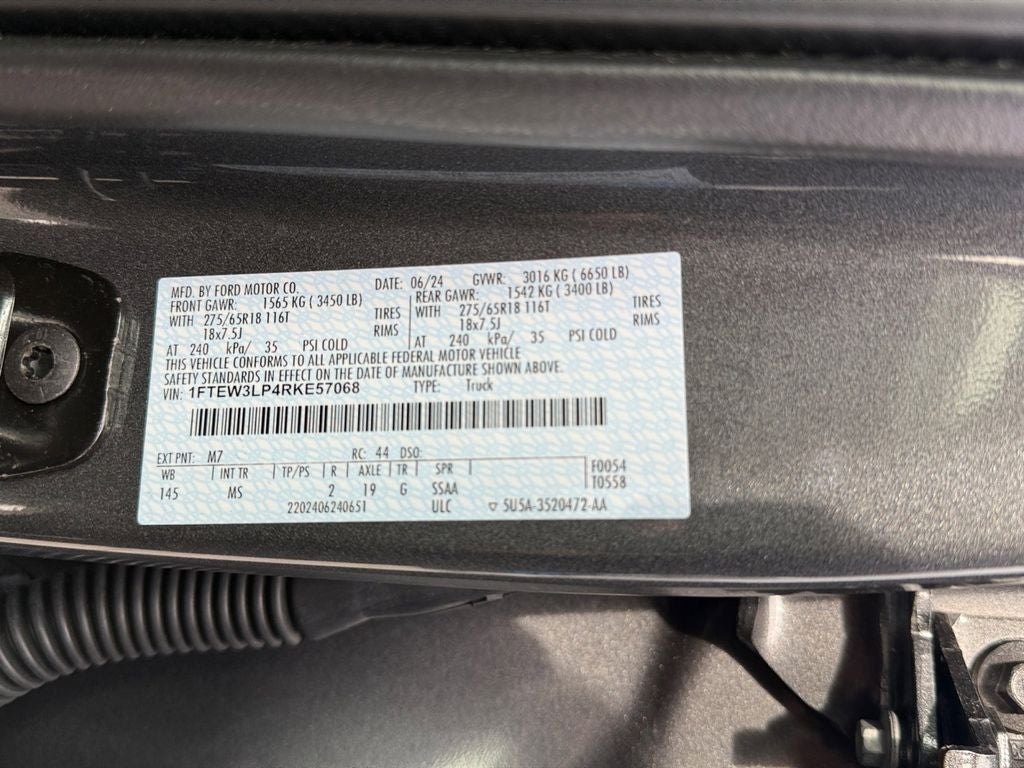 MFD. BY FORD MOTOR CO. DATE: 06/24 GVWR: 3016 KG ( 6650 LB)
FRONT GAWR: 1565 KG ( 3450 LB) REAR GAWR: 1542 KG ( 3400 LB)
WITH 275/65R18 116T TIRES WITH 275/65R18 116T TIRES
18x7.5J RIMS 18x7.5J RIMS
AT 240 kPa/ 35 PSI COLD AT 240 kPa/ 35 PSI COLD
THIS VEHICLE CONFORMS TO ALL APPLICABLE FEDERAL MOTOR VEHICLE
SAFETY STANDARDS IN EFFECT ON THE DATE OF MANUFACTURE SHOWN ABOVE.
VIN: 1FTEW3LP4RKE57068 TYPE: Truck
EXT PNT: M7 RC: 44 DSO:
WB INT TR TP/PS R AXLE TR SPR F0054
145 MS 2 19 G SSAA T0558
2202406240651 ULC 5U5A-3520472-AA